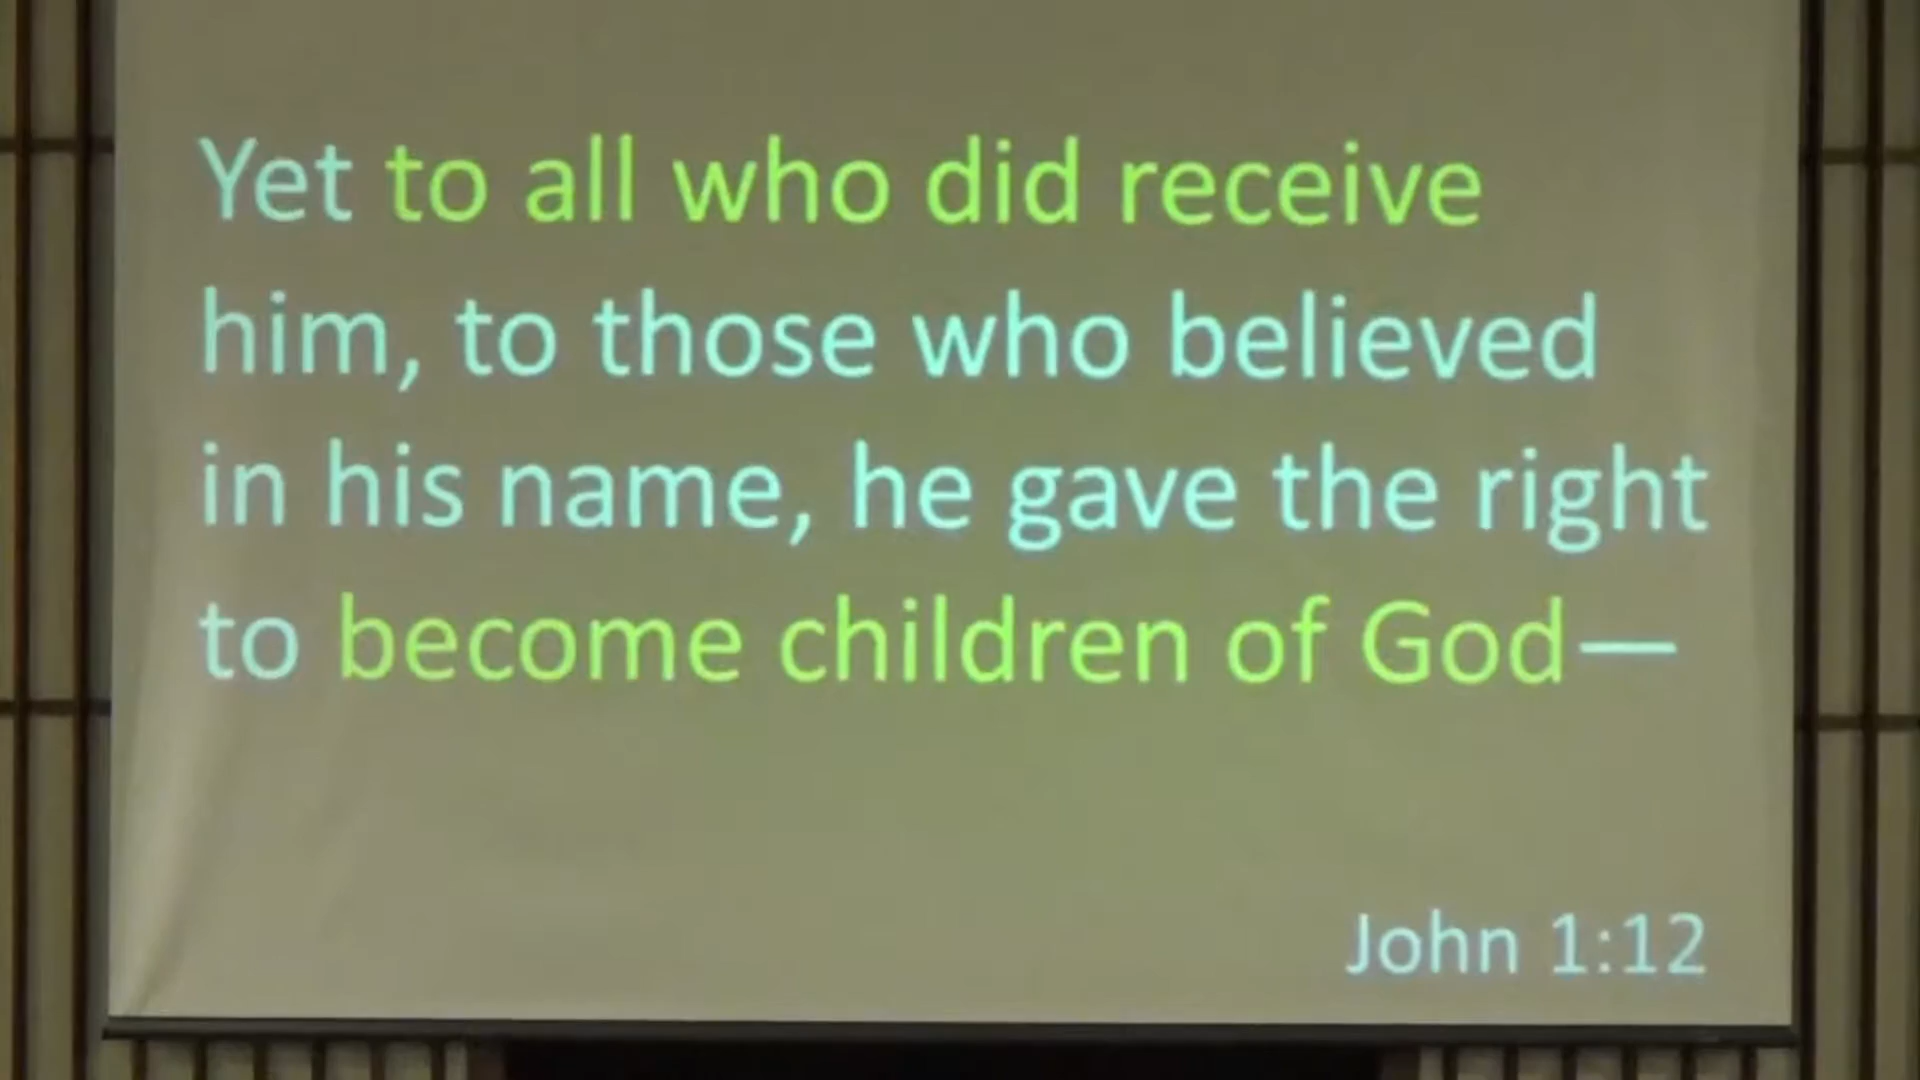 Yet to all who did receive
him, to those who believed
in his name, he gave the right
to become children of God—
John 1:12